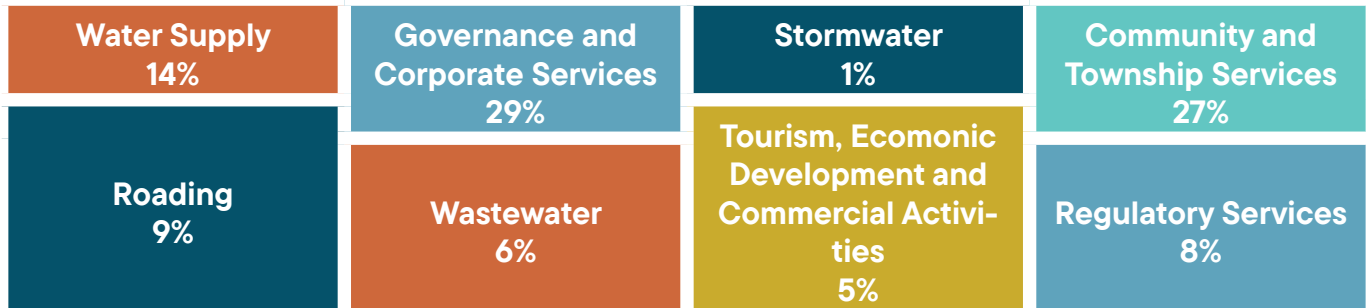 Water Supply
14%
Governance and
Corporate Services
29%
Stormwater
1%
Community and
Township Services
27%
Roading
9%
Wastewater
6%
Tourism, Ecomonic
Development and
Commercial Activi-
ties
5%
Regulatory Services
8%